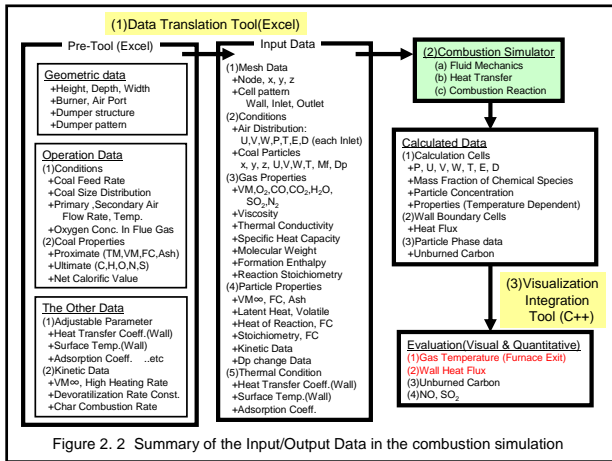 (1)Data Translation Tool(Excel)
Pre-Tool (Excel)
Geometric data
+Height, Depth, Width
+Burner, Air Port
+Dumper structure
+Dumper pattern
Operation Data
(1)Conditions
+Coal Feed Rate
+Coal Size Distribution
+Primary ,Secondary Air
Flow Rate, Temp.
+Oxygen Conc. In Flue Gas
(2)Coal Properties
+Proximate (TM,VM,FC,Ash)
+Ultimate (C,H,O,N,S)
+Net Calorific Value
The Other Data
(1)Adjustable Parameter
+Heat Transfer Coeff.(Wall)
+Surface Temp.(Wall)
+Adsorption Coeff. ..etc
(2)Kinetic Data
+VM∞, High Heating Rate
+Devoratilization Rate Const.
+Char Combustion Rate
Input Data
(1)Mesh Data
+Node, x, y, z
+Cell pattern
Wall, Inlet, Outlet
(2)Conditions
+Air Distribution:
U,V,W,P,T,E,D (each Inlet)
+Coal Particles
x, y, z, U,V,W,T, Mf, Dp
(3)Gas Properties
+VM,O₂,CO,CO₂,H₂O,
SO₂,N₂
+Viscosity
+Thermal Conductivity
+Specific Heat Capacity
+Molecular Weight
+Formation Enthalpy
+Reaction Stoichiometry
(4)Particle Properties
+VM∞, FC, Ash
+Latent Heat, Volatile
+Heat of Reaction, FC
+Stoichiometry, FC
+Kinetic Data
+Dp change Data
(5)Thermal Condition
+Heat Transfer Coeff.(Wall)
+Surface Temp.(Wall)
+Adsorption Coeff.
(2)Combustion Simulator
(a) Fluid Mechanics
(b) Heat Transfer
(c) Combustion Reaction
Calculated Data
(1)Calculation Cells
+P, U, V, W, T, E, D
+Mass Fraction of Chemical Species
+Particle Concentration
+Properties (Temperature Dependent)
(2)Wall Boundary Cells
+Heat Flux
(3)Particle Phase data
+Unburned Carbon
(3)Visualization
Integration
Tool (C++)
Evaluation(Visual & Quantitative)
(1)Gas Temperature (Furnace Exit)
(2)Wall Heat Flux
(3)Unburned Carbon
(4)NO, SO₂
Figure 2. 2 Summary of the Input/Output Data in the combustion simulation